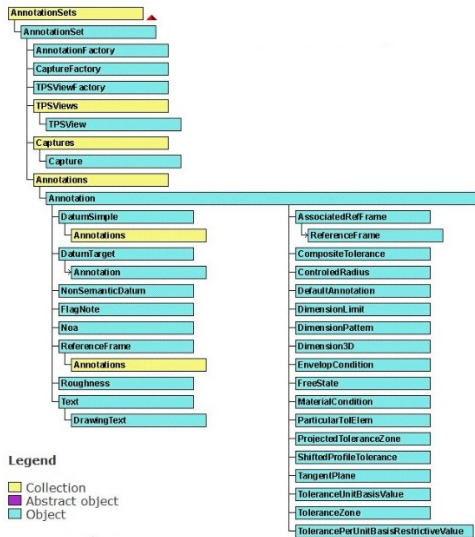 AnnotationSets
AnnotationSet
AnnotationFactory
CaptureFactory
TPSViewFactory
TPSViews
TPSView
Captures
Capture
Annotations
Annotation
DatumSimple
Annotations
DatumTarget
Annotation
NonSemanticDatum
FlagNote
Noa
ReferenceFrame
Annotations
Roughness
Text
DrawingText
AssociatedRefFrame
ReferenceFrame
CompositeTolerance
ControledRadius
DefaultAnnotation
DimensionLimit
DimensionPattern
Dimension3D
EnvelopCondition
FreeState
MaterialCondition
ParticularTolElem
ProjectedToleranceZone
ShiftedProfileTolerance
TangentPlane
ToleranceUnitBasisValue
ToleranceZone
TolerancePerUnitBasisRestrictiveValue
Legend
Collection
Abstract object
Object